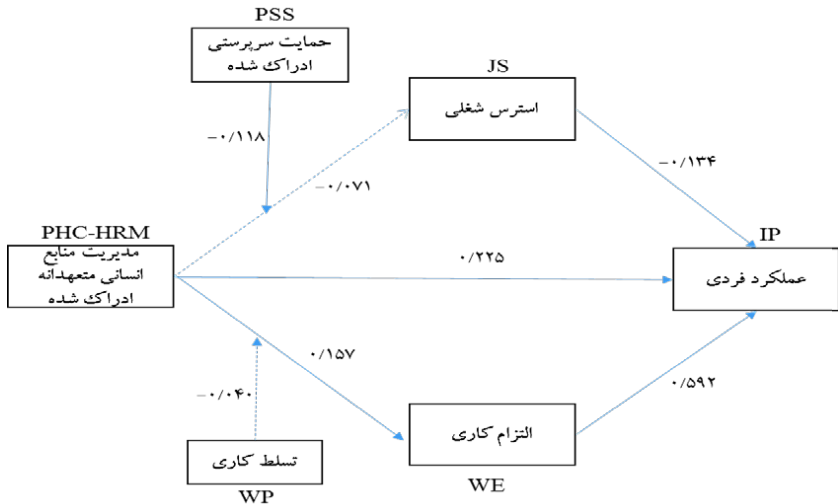 PSS
حمایت سرپرستی
ادراک شده
JS
استرس شغلی
−۰/۱۱۸
−۰/۰۷۱
−۰/۱۳۴
PHC-HRM
مدیریت منابع
انسانی متعهدانه
ادراک شده
۰/۲۲۵
IP
عملکرد فردی
۰/۱۵۷
−۰/۰۴۰
۰/۵۹۲
تسلط کاری
WP
التزام کاری
WE